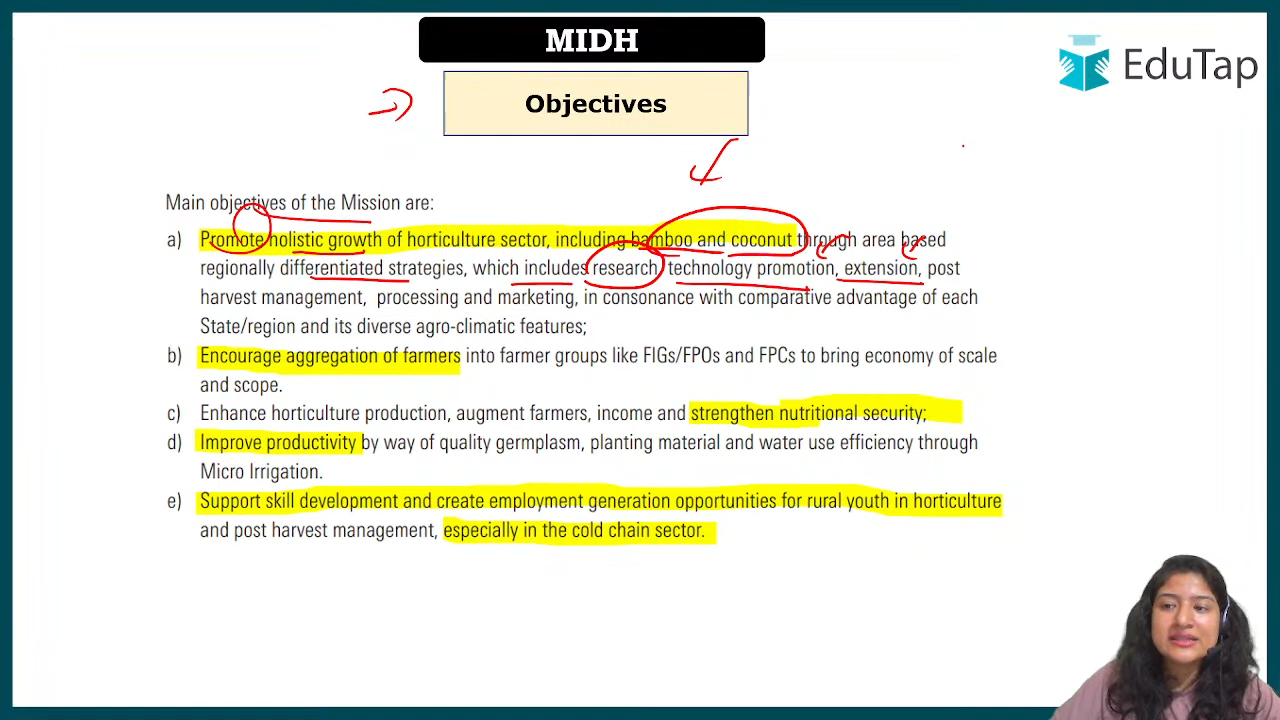 MIDH
EduTap
Objectives
Main objectives of the Mission are:
a) Promote holistic growth of horticulture sector, including bamboo and coconut through area based
regionally differentiated strategies, which includes research, technology promotion, extension, post
harvest management, processing and marketing, in consonance with comparative advantage of each
State/region and its diverse agro-climatic features;
b) Encourage aggregation of farmers into farmer groups like FIGs/FPOs and FPCs to bring economy of scale
and scope.
c) Enhance horticulture production, augment farmers, income and strengthen nutritional security;
d) Improve productivity by way of quality germplasm, planting material and water use efficiency through
Micro Irrigation.
e) Support skill development and create employment generation opportunities for rural youth in horticulture
and post harvest management, especially in the cold chain sector.